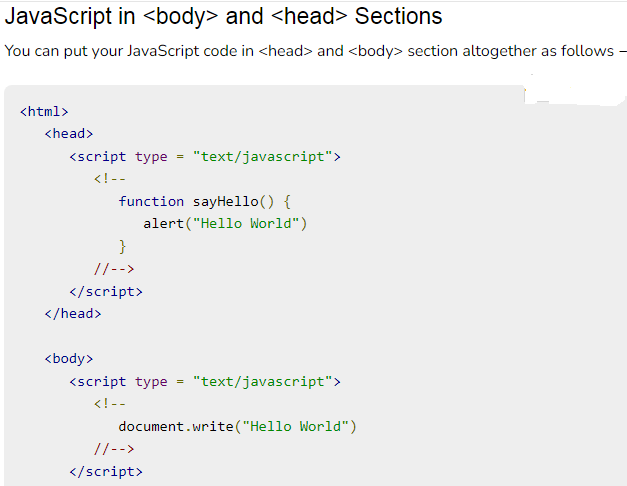 JavaScript in <body> and <head> Sections
You can put your JavaScript code in <head> and <body> section altogether as follows −
<html>
   <head>
      <script type = "text/javascript">
         <!--
            function sayHello() {
               alert("Hello World")
            }
         //-->
      </script>
   </head>
   <body>
      <script type = "text/javascript">
         <!--
            document.write("Hello World")
         //-->
      </script>